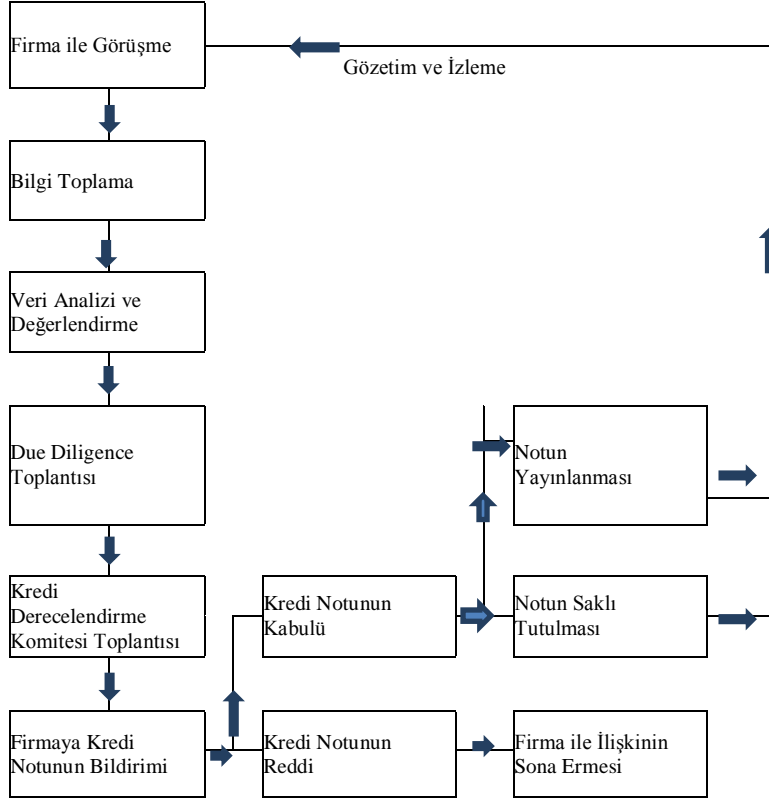 Firma ile Görüşme
Gözetim ve İzleme
Bilgi Toplama
Veri Analizi ve
Değerlendirme
Due Diligence
Toplantısı
Notun
Yayınlanması
Kredi
Derecelendirme
Komitesi Toplantısı
Kredi Notunun
Kabulü
Notun Saklı
Tutulması
Firmaya Kredi
Notunun Bildirimi
Kredi Notunun
Reddi
Firma ile İlişkinin
Sona Ermesi